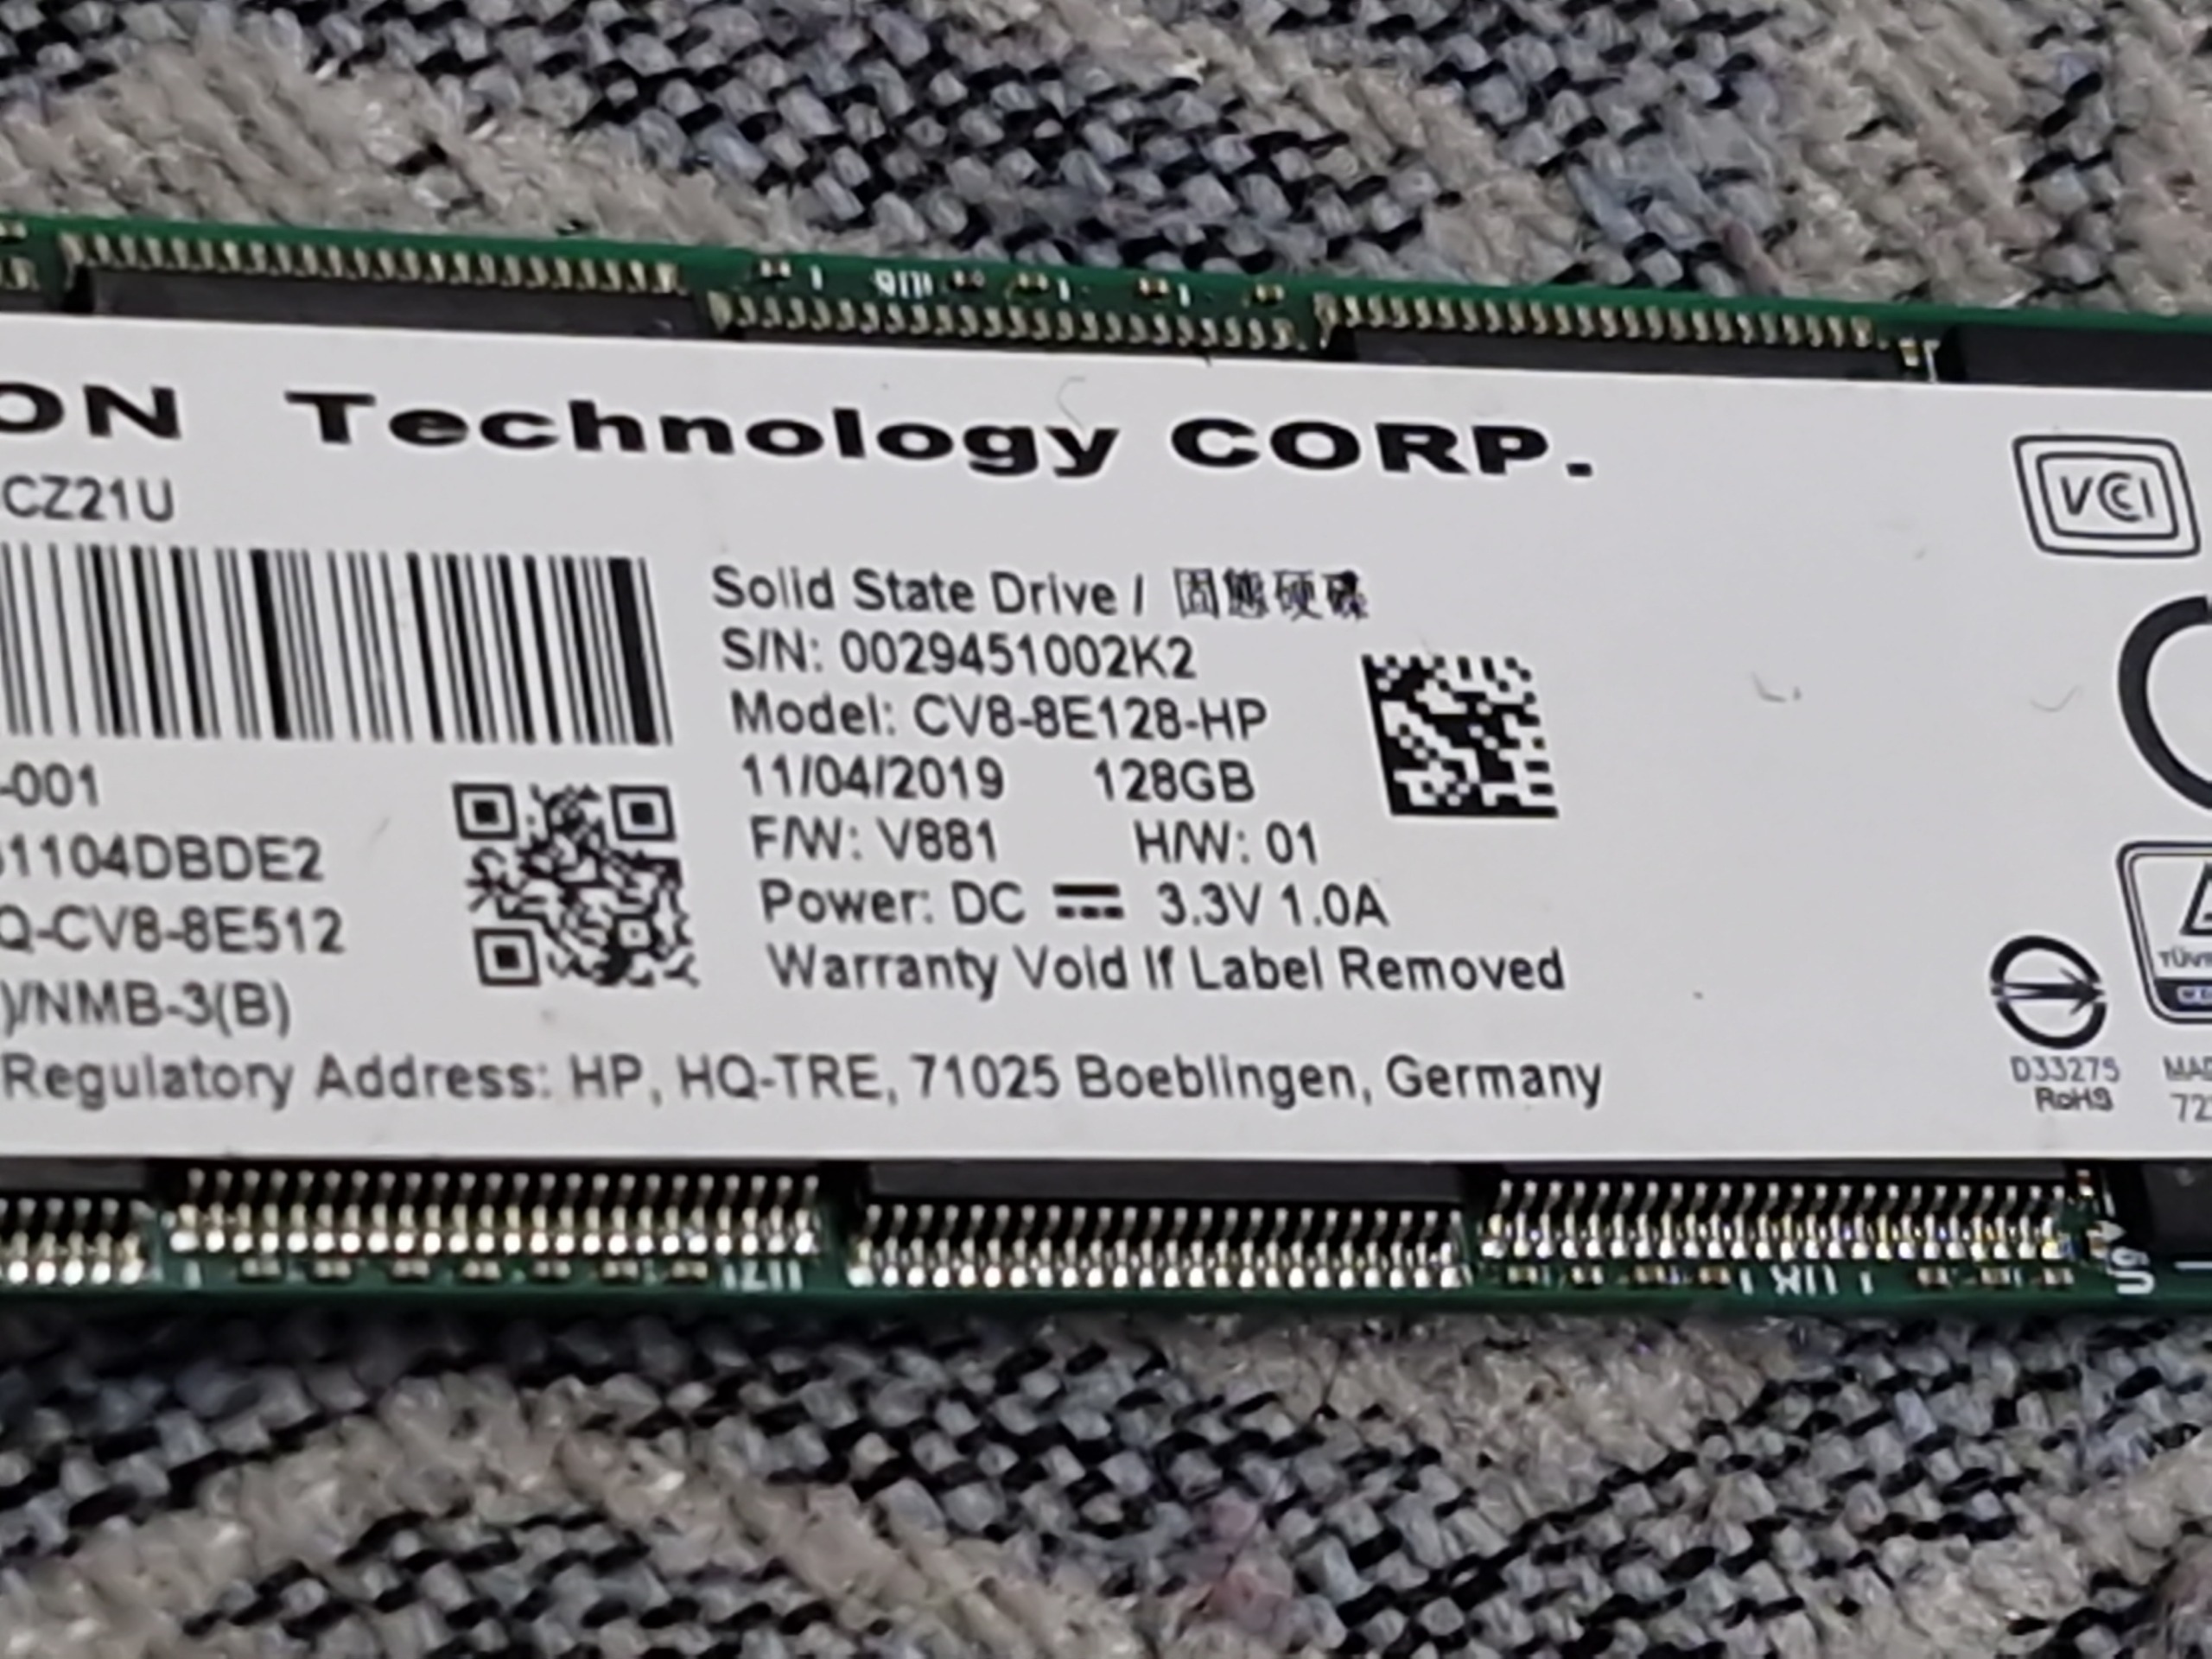 ON Technology CORP.
CZ21U
VCCI
Solid State Drive / 固態硬碟
S/N: 0029451002K2
Model: CV8-8E128-HP
-001
11/04/2019 128GB
1104DBDE2
F/W: V881 H/W: 01
Q-CV8-8E512
Power: DC 3.3V 1.0A
)/NMB-3(B)
Warranty Void If Label Removed
Regulatory Address: HP, HQ-TRE, 71025 Boeblingen, Germany
D33275
RoHS